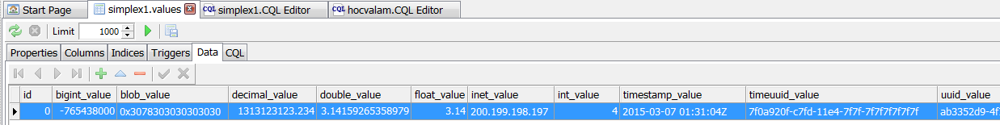 Start Page simplex1.values CQL simplex1.CQL Editor CQL hocvalam.CQL Editor
Limit 1000
Properties Columns Indices Triggers Data CQL
id bigint_value blob_value decimal_value double_value float_value inet_value int_value timestamp_value timeuuid_value uuid_value
0 -765438000 0x3078303030303030 1313123123.234 3.14159265358979 3.14 200.199.198.197 4 2015-03-07 01:31:04Z 7f0a920f-c7fd-11e4-7f7f-7f7f7f7f7f7f ab3352d9-4f